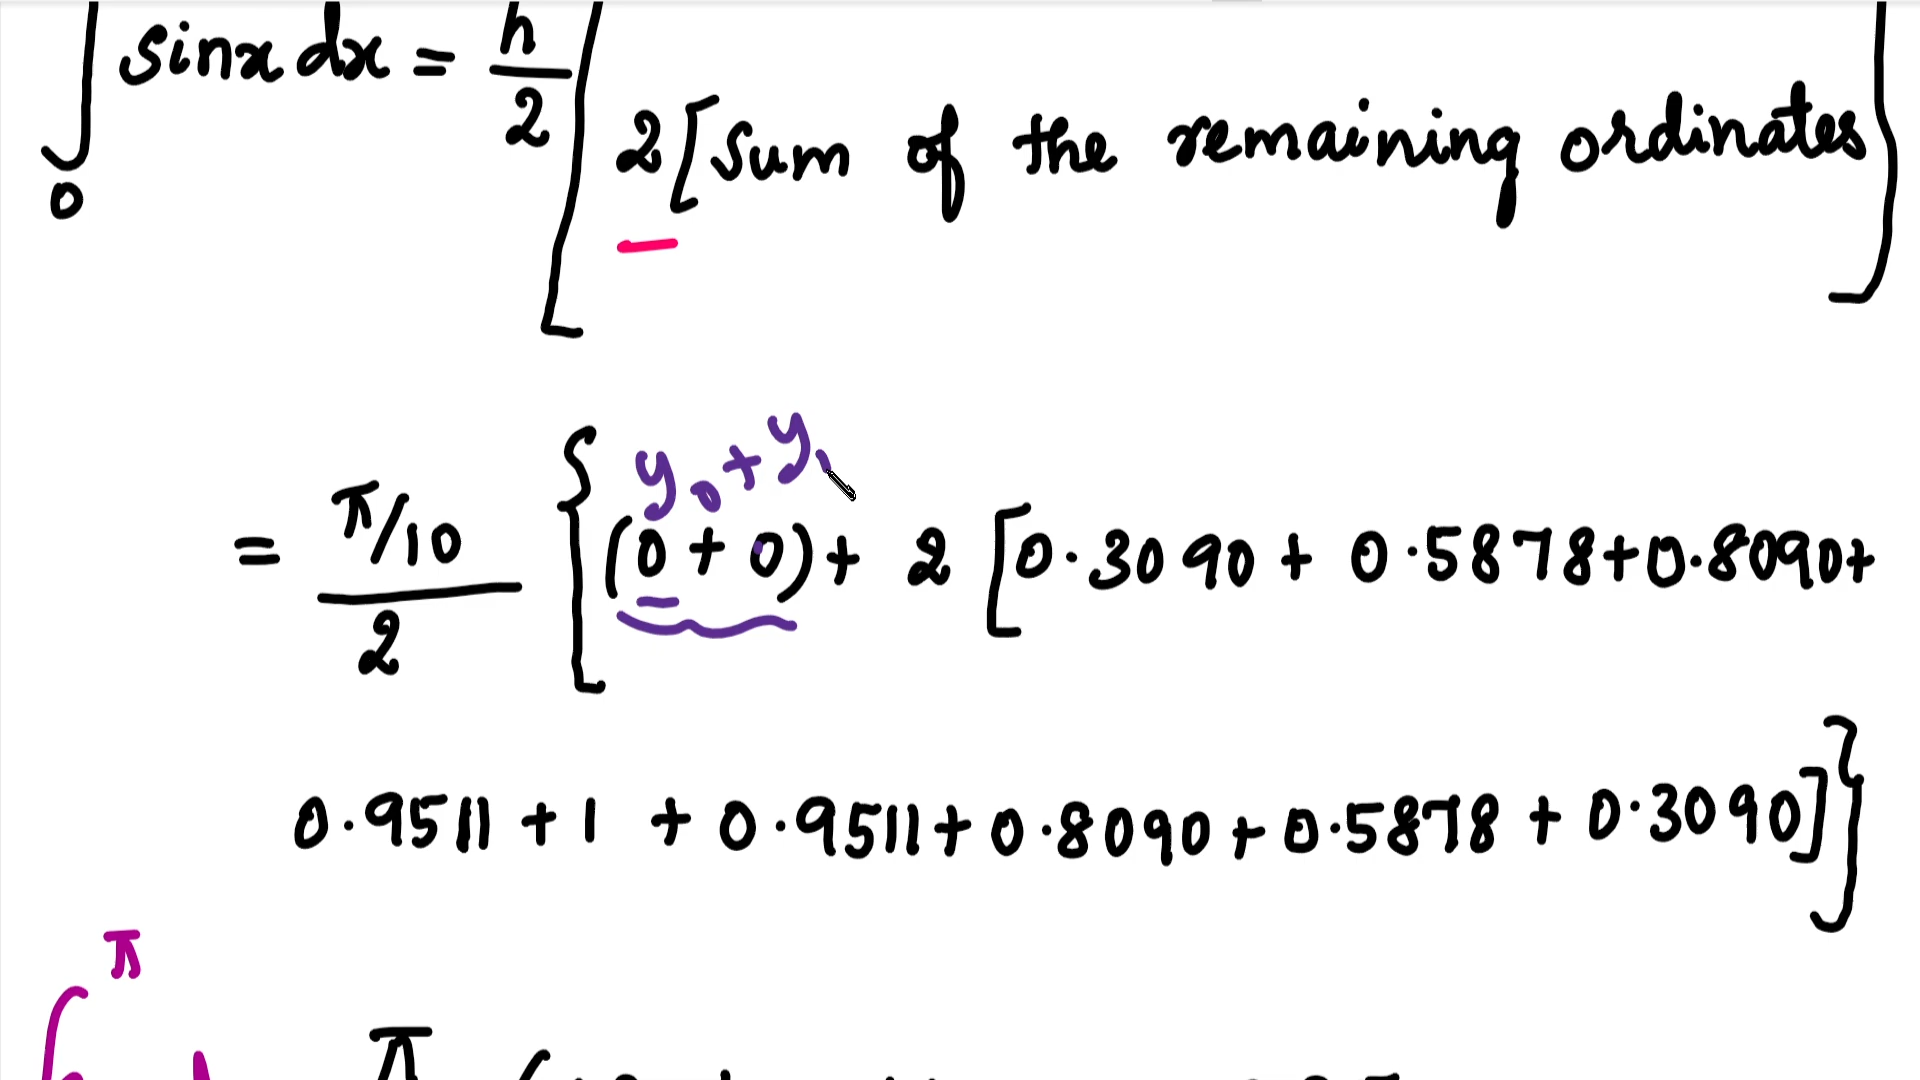 ∫ sinx dx = h/2 [
0
2 [Sum of the remaining ordinates]
y₀ + y₁
= π/10 / 2 { (0 + 0) + 2 [0.3090 + 0.5878 + 0.8090 +
0.9511 + 1 + 0.9511 + 0.8090 + 0.5878 + 0.3090] }
π
∫
π